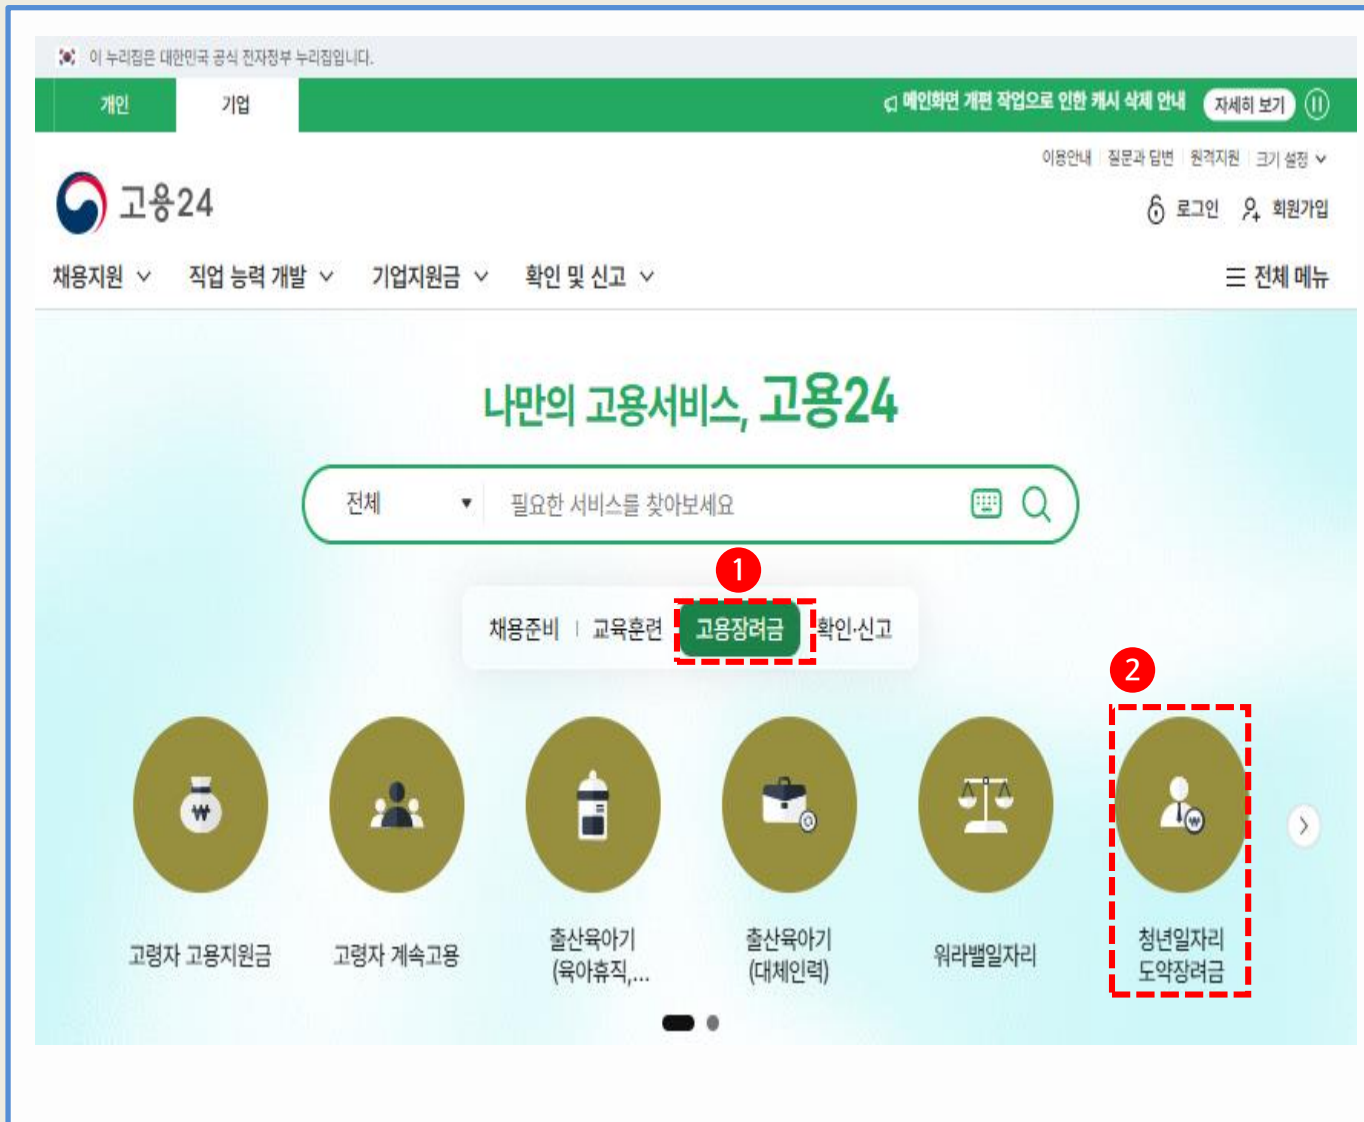 이 누리집은 대한민국 공식 전자정부 누리집입니다.
개인 기업 메인화면 개편 작업으로 인한 캐시 삭제 안내 자세히 보기
이용안내 질문과 답변 원격지원 크기 설정
고용24 로그인 회원가입
채용지원 직업 능력 개발 기업지원금 확인 및 신고 전체 메뉴
나만의 고용서비스, 고용24
전체 필요한 서비스를 찾아보세요
1
채용준비 교육훈련 고용장려금 확인·신고
2
고령자 고용지원금
고령자 계속고용
출산육아기
(육아휴직,...
출산육아기
(대체인력)
워라밸일자리
청년일자리
도약장려금